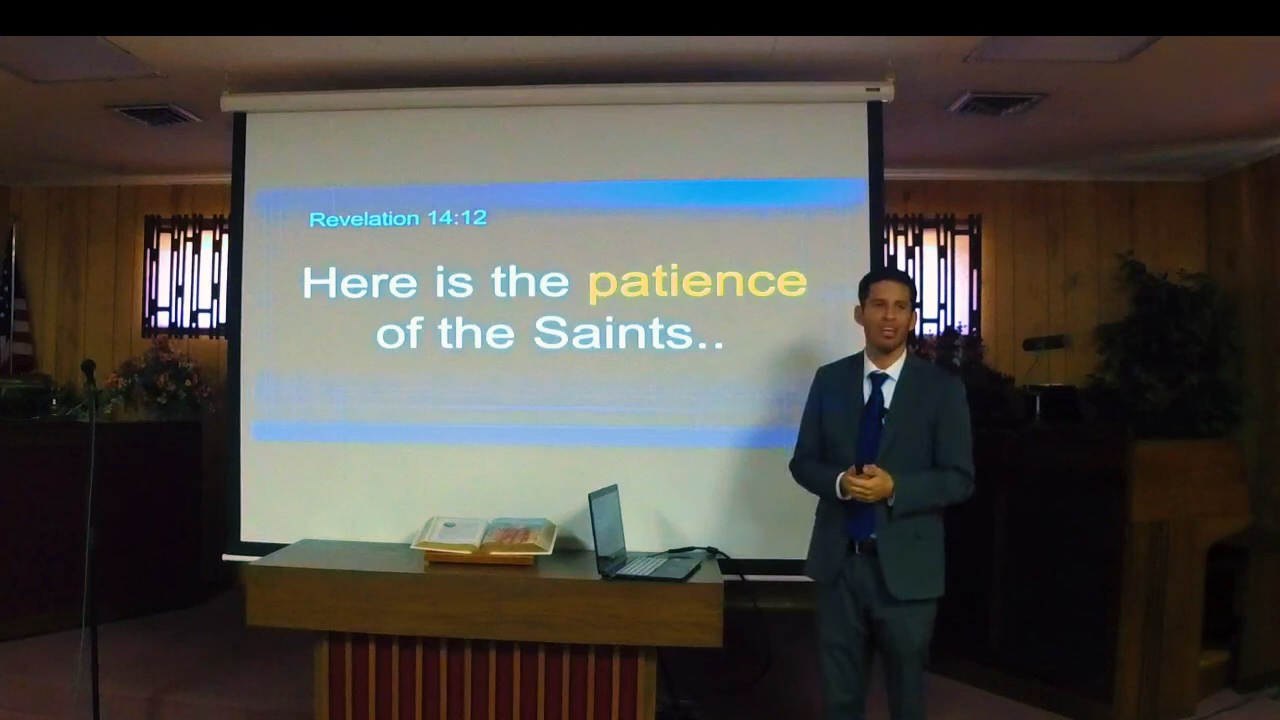 Revelation 14:12
Here is the patience
of the Saints..